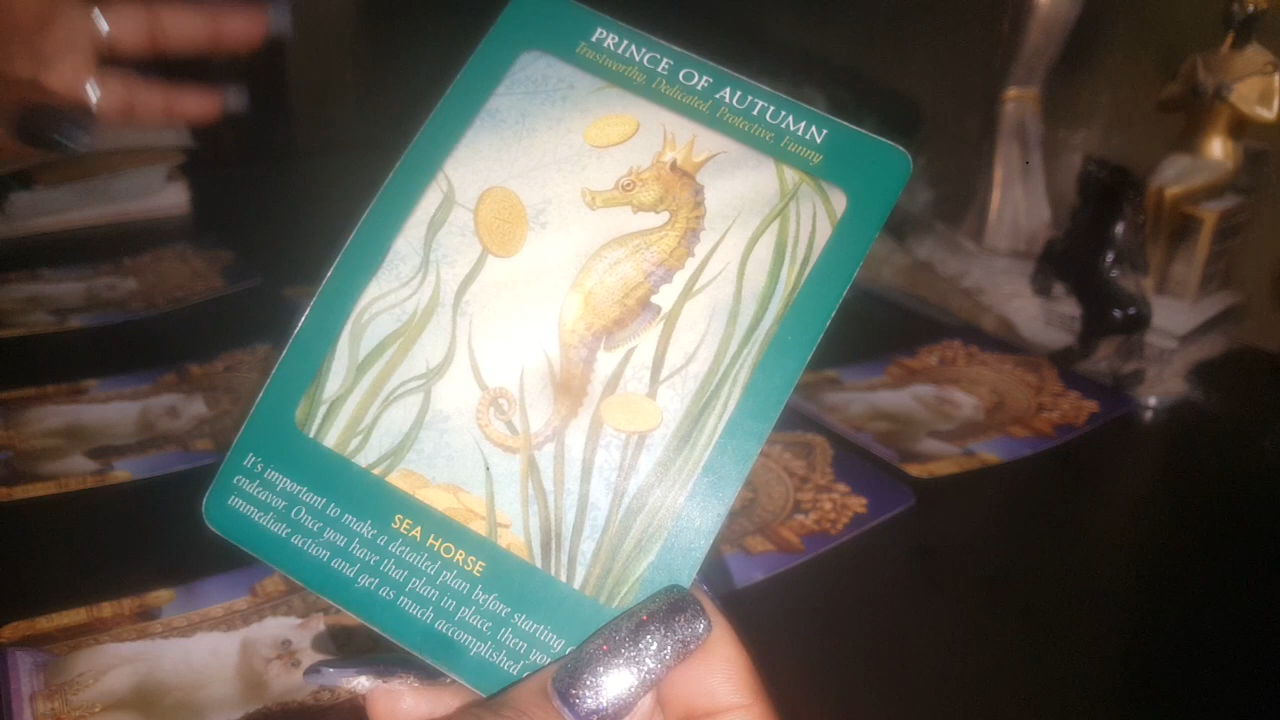 PRINCE OF AUTUMN
Trustworthy, Dedicated, Protective, Funny
SEA HORSE
It's important to make a detailed plan before starting
endeavor. Once you have that plan in place, then you
immediate action and get as much accomplished